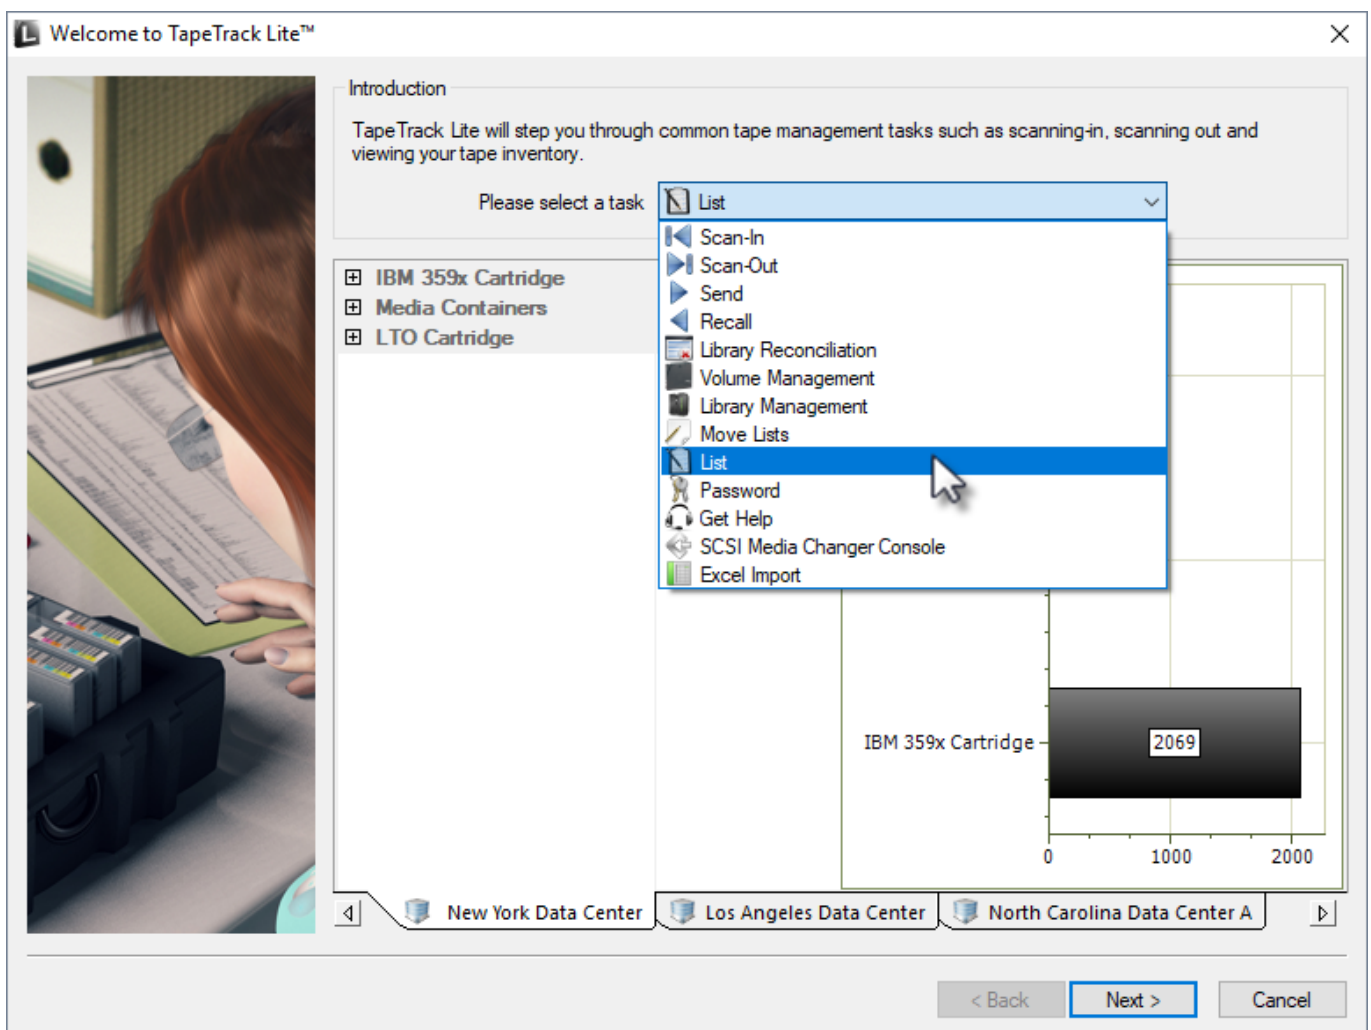 Welcome to TapeTrack Lite™
Introduction
TapeTrack Lite will step you through common tape management tasks such as scanning-in, scanning out and
viewing your tape inventory.
Please select a task
List
Scan-In
Scan-Out
Send
Recall
Library Reconciliation
Volume Management
Library Management
Move Lists
List
Password
Get Help
SCSI Media Changer Console
Excel Import
IBM 359x Cartridge
Media Containers
LTO Cartridge
IBM 359x Cartridge
2069
0 1000 2000
New York Data Center
Los Angeles Data Center
North Carolina Data Center A
< Back
Next >
Cancel